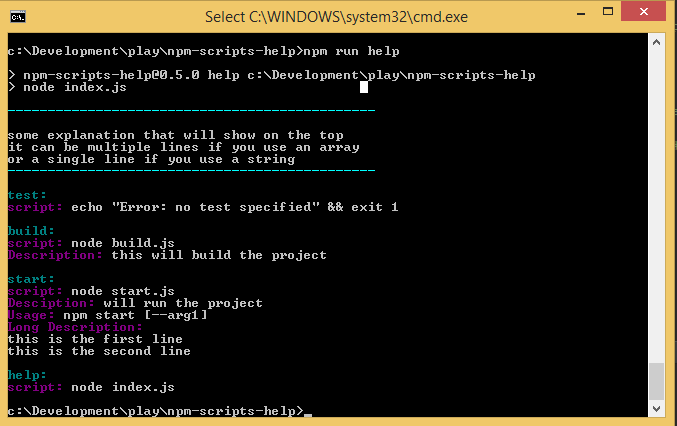 Select C:\WINDOWS\system32\cmd.exe
c:\Development\play\npm-scripts-help>npm run help
> npm-scripts-help@0.5.0 help c:\Development\play\npm-scripts-help
> node index.js
----------------------------------------------
some explanation that will show on the top
it can be multiple lines if you use an array
or a single line if you use a string
----------------------------------------------
test:
script: echo "Error: no test specified" && exit 1
build:
script: node build.js
Description: this will build the project
start:
script: node start.js
Desciption: will run the project
Usage: npm start [--arg1]
Long Description:
this is the first line
this is the second line
help:
script: node index.js
c:\Development\play\npm-scripts-help>_